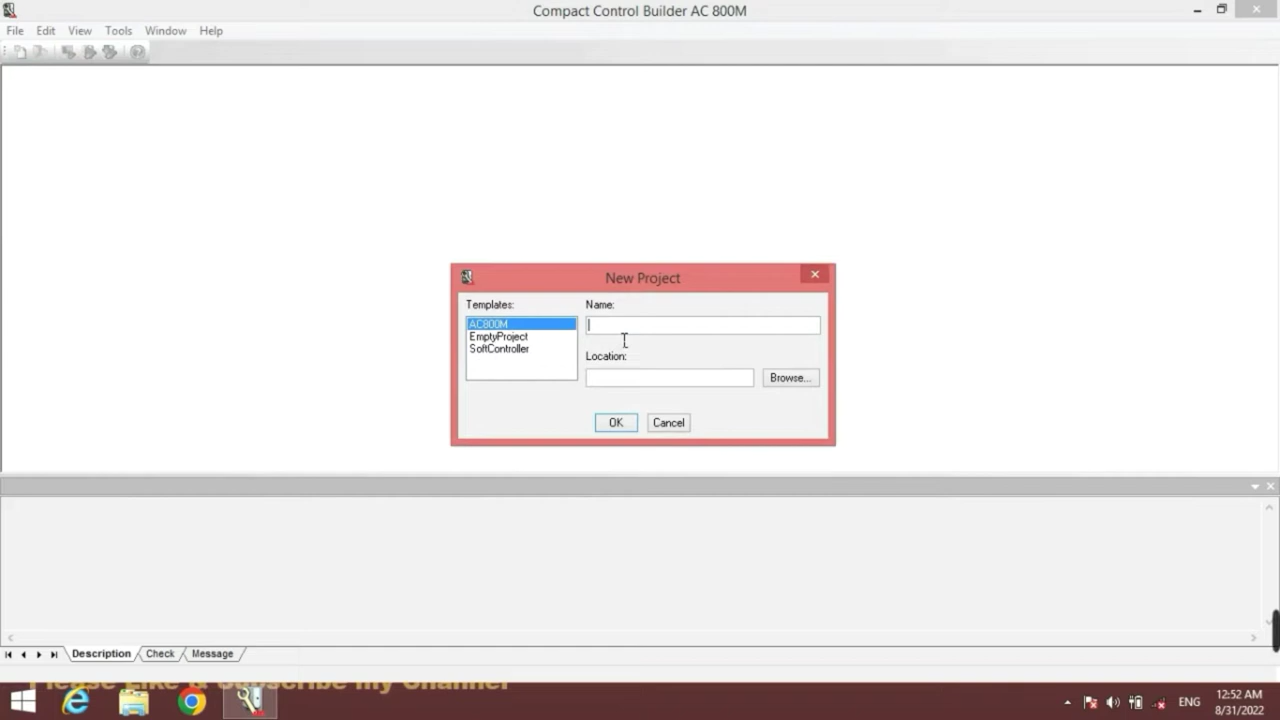 Compact Control Builder AC 800M
File Edit View Tools Window Help
New Project
Templates:
Name:
AC800M
EmptyProject
SoftController
Location:
Browse...
OK
Cancel
Description
Check
Message
Please Like & Subscribe my Channel
ENG
12:52 AM
8/31/2022